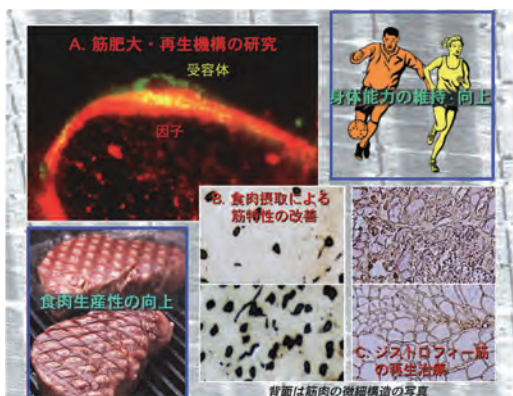 A. 筋肥大・再生機構の研究
受容体
因子
身体能力の維持・向上
B. 食肉摂取による
筋特性の改善
食肉生産性の向上
C. ジストロフィー筋
の再生治療
背面は筋肉の微細構造の写真